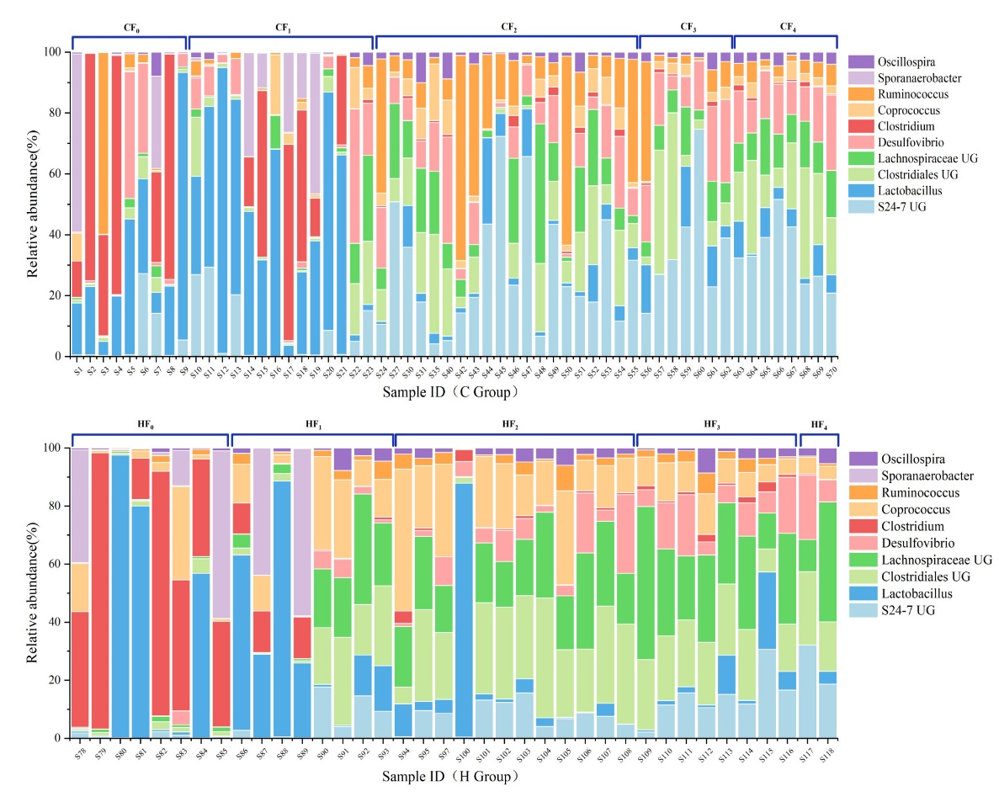 CF₀ CF₁ CF₂ CF₃ CF₄
100
80
60
40
20
0
Relative abundance(%)
Oscillospira
Sporanaerobacter
Ruminococcus
Coprococcus
Clostridium
Desulfovibrio
Lachnospiraceae UG
Clostridiales UG
Lactobacillus
S24-7 UG
S1 S2 S3 S4 S5 S6 S7 S8 S9 S10 S11 S12 S13 S14 S15 S16 S17 S18 S19 S20 S21 S22 S23 S24 S27 S30 S31 S35 S40 S42 S43 S44 S45 S46 S47 S48 S49 S50 S51 S52 S53 S54 S55 S56 S57 S58 S59 S60 S61 S62 S63 S64 S65 S66 S67 S68 S69 S70
Sample ID（C Group）
HF₀ HF₁ HF₂ HF₃ HF₄
100
80
60
40
20
0
Relative abundance(%)
Oscillospira
Sporanaerobacter
Ruminococcus
Coprococcus
Clostridium
Desulfovibrio
Lachnospiraceae UG
Clostridiales UG
Lactobacillus
S24-7 UG
S78 S79 S80 S81 S82 S83 S84 S85 S86 S87 S88 S89 S90 S91 S92 S93 S94 S95 S97 S100 S101 S102 S103 S104 S105 S106 S107 S108 S109 S110 S111 S112 S113 S114 S115 S116 S117 S118
Sample ID（H Group）